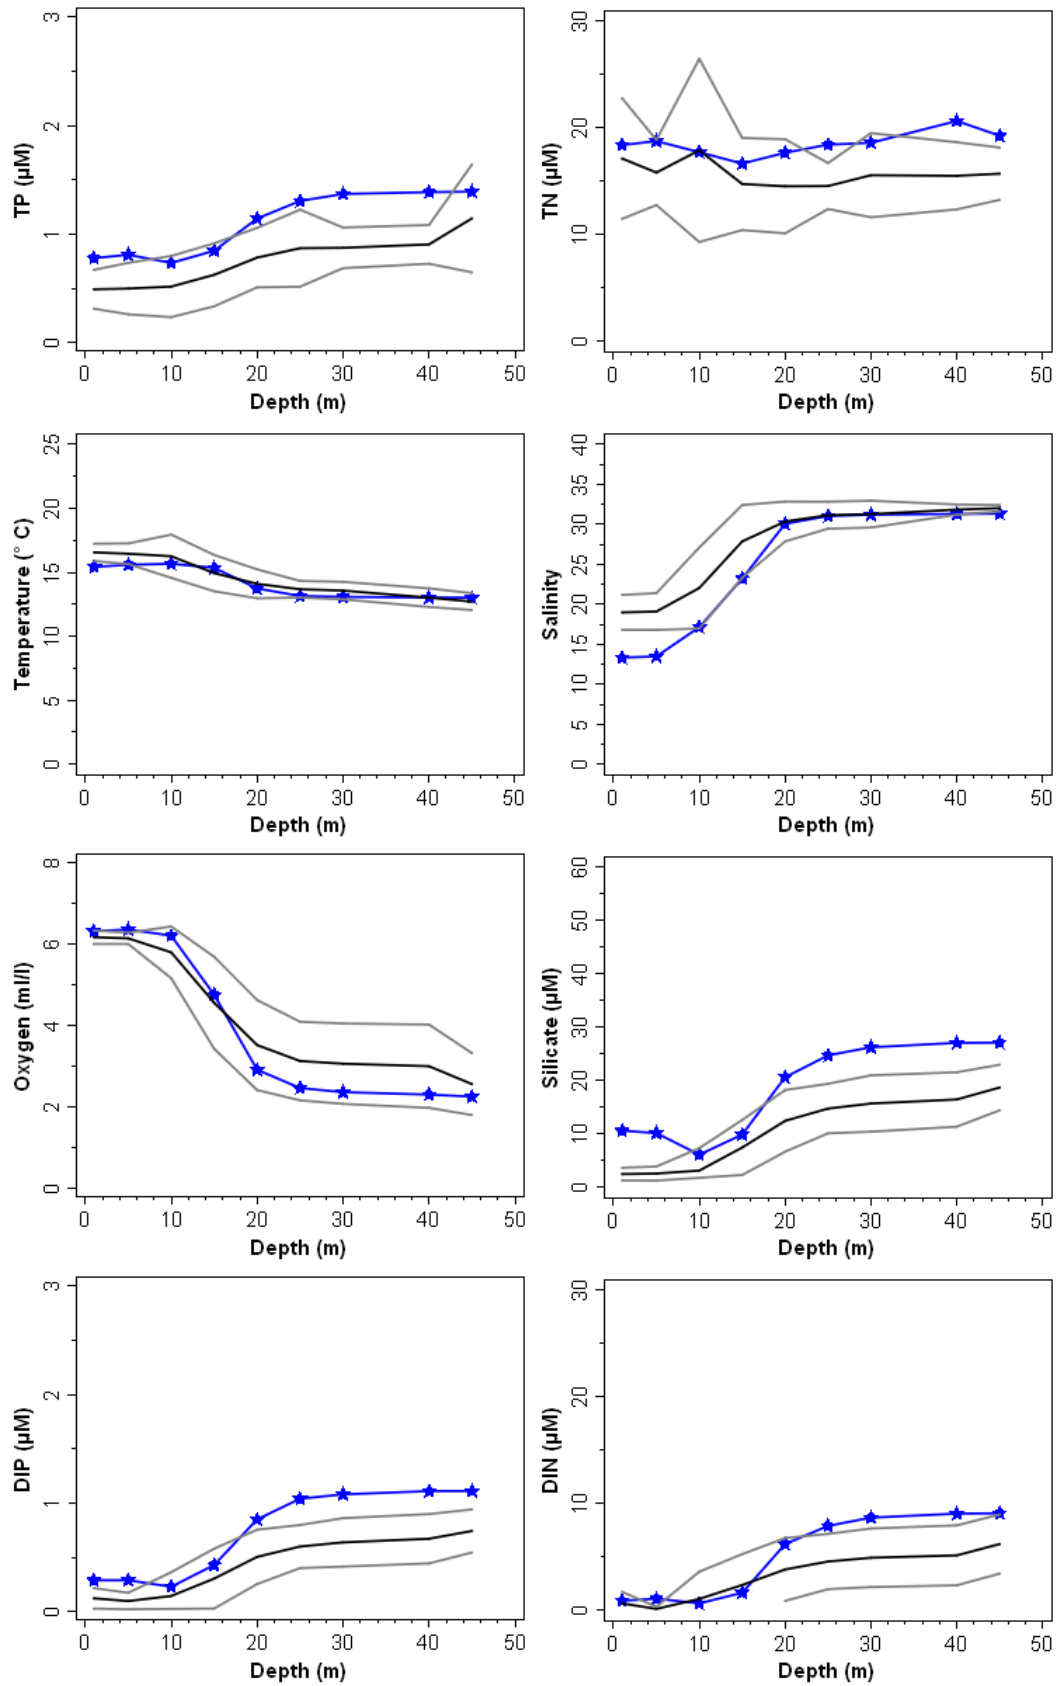 TP (µM)
3
2
1
0
0 10 20 30 40 50
Depth (m)
TN (µM)
30
20
10
0
0 10 20 30 40 50
Depth (m)
Temperature (° C)
25
20
15
10
5
0
0 10 20 30 40 50
Depth (m)
Salinity
40
35
30
25
20
15
10
5
0
0 10 20 30 40 50
Depth (m)
Oxygen (ml/l)
8
6
4
2
0
0 10 20 30 40 50
Depth (m)
Silicate (µM)
60
50
40
30
20
10
0
0 10 20 30 40 50
Depth (m)
DIP (µM)
3
2
1
0
0 10 20 30 40 50
Depth (m)
DIN (µM)
30
20
10
0
0 10 20 30 40 50
Depth (m)